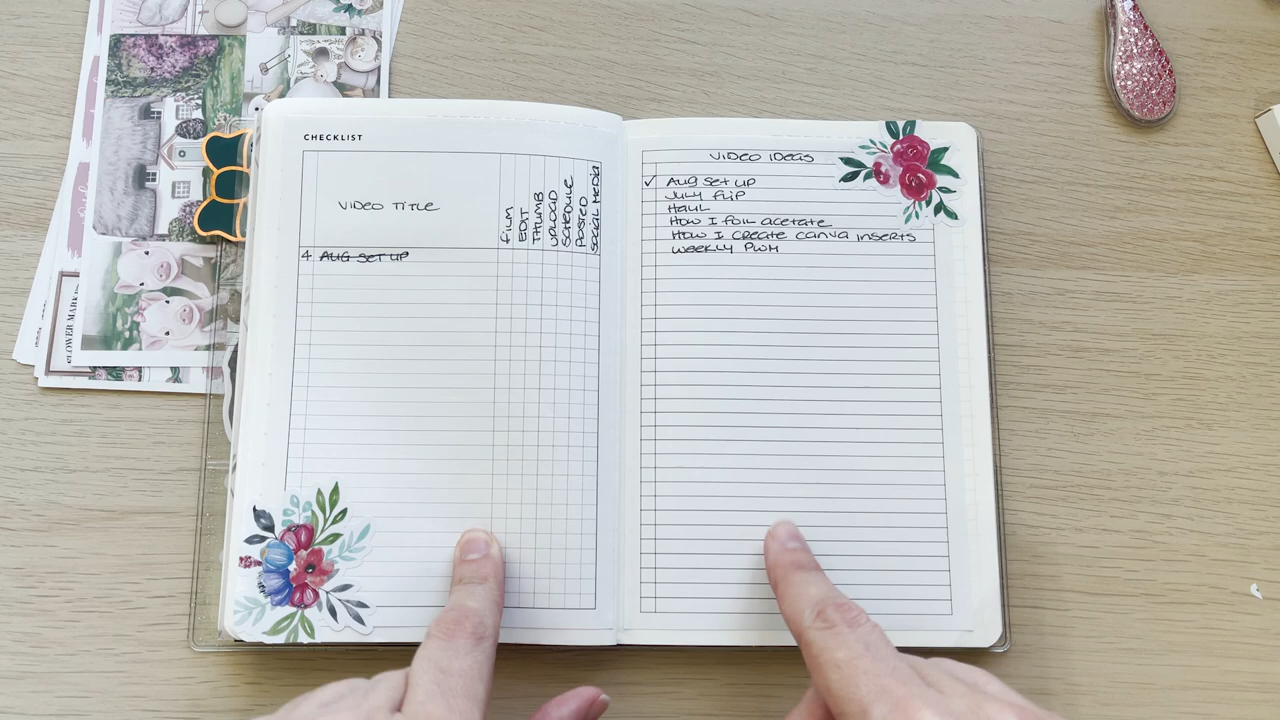 CHECKLIST
VIDEO TITLE
FILM
EDIT
THUMB
UPLOAD
SCHEDULE
POSTED
SOCIAL MEDIA
4 AUG SET UP
VIDEO IDEAS
✓ AUG SET UP
JULY FLIP
HAUL
HOW I FOIL ACETATE
HOW I CREATE CANVA INSERTS
WEEKLY PWM